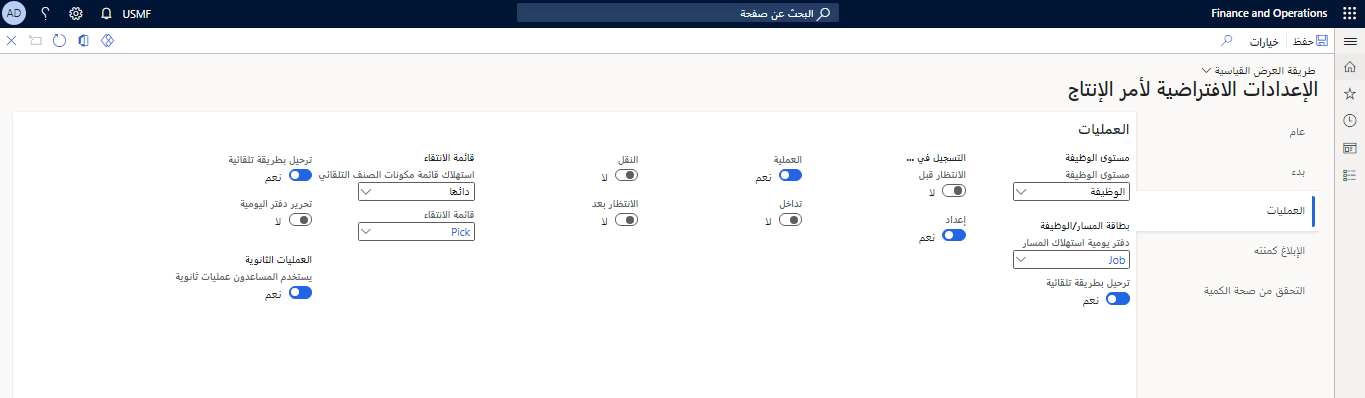 Finance and Operations
البحث عن صفحة
USMF
؟
AD
حفظ
خيارات
طريقة العرض القياسية
الإعدادات الافتراضية لأمر الإنتاج
عام
بدء
العمليات
الإبلاغ كمنته
التحقق من صحة الكمية
العمليات
مستوى الوظيفة
مستوى الوظيفة
الوظيفة
بطاقة المسار/الوظيفة
دفتر يومية استهلاك المسار
Job
ترحيل بطريقة تلقائية
نعم
التسجيل في ...
الانتظار قبل
لا
إعداد
نعم
العملية
نعم
تداخل
لا
النقل
لا
الانتظار بعد
لا
قائمة الانتقاء
استهلاك قائمة مكونات الصنف التلقائي
دائمًا
قائمة الانتقاء
Pick
ترحيل بطريقة تلقائية
نعم
تحرير دفتر اليومية
لا
العمليات الثانوية
يستخدم المساعدون عمليات ثانوية
نعم